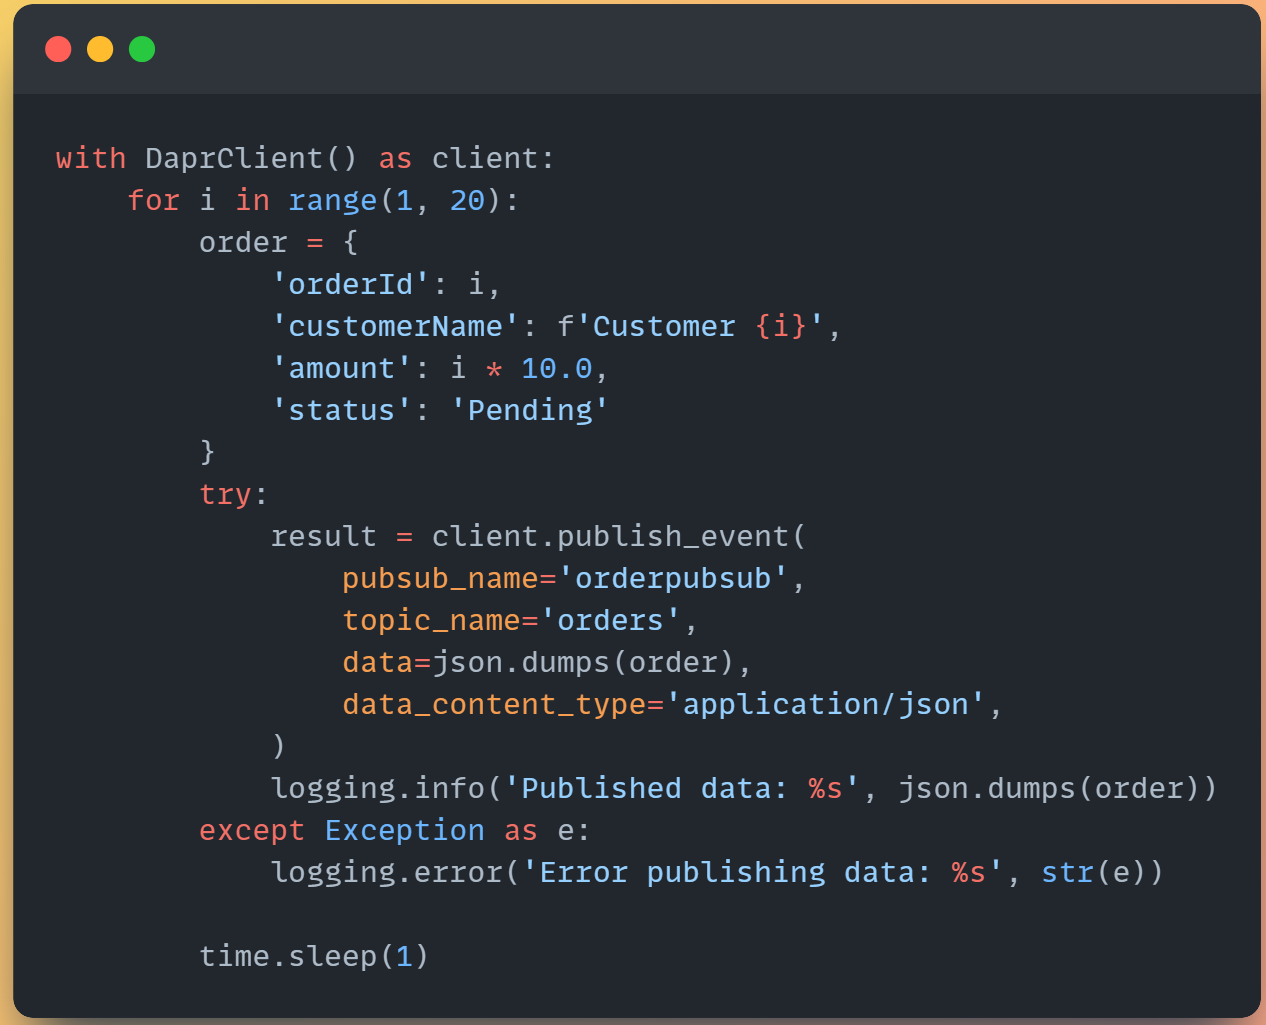 with DaprClient() as client:
    for i in range(1, 20):
        order = {
            'orderId': i,
            'customerName': f'Customer {i}',
            'amount': i * 10.0,
            'status': 'Pending'
        }
        try:
            result = client.publish_event(
                pubsub_name='orderpubsub',
                topic_name='orders',
                data=json.dumps(order),
                data_content_type='application/json',
            )
            logging.info('Published data: %s', json.dumps(order))
        except Exception as e:
            logging.error('Error publishing data: %s', str(e))

        time.sleep(1)